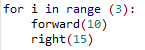 for i in range (3):
    forward(10)
    right(15)